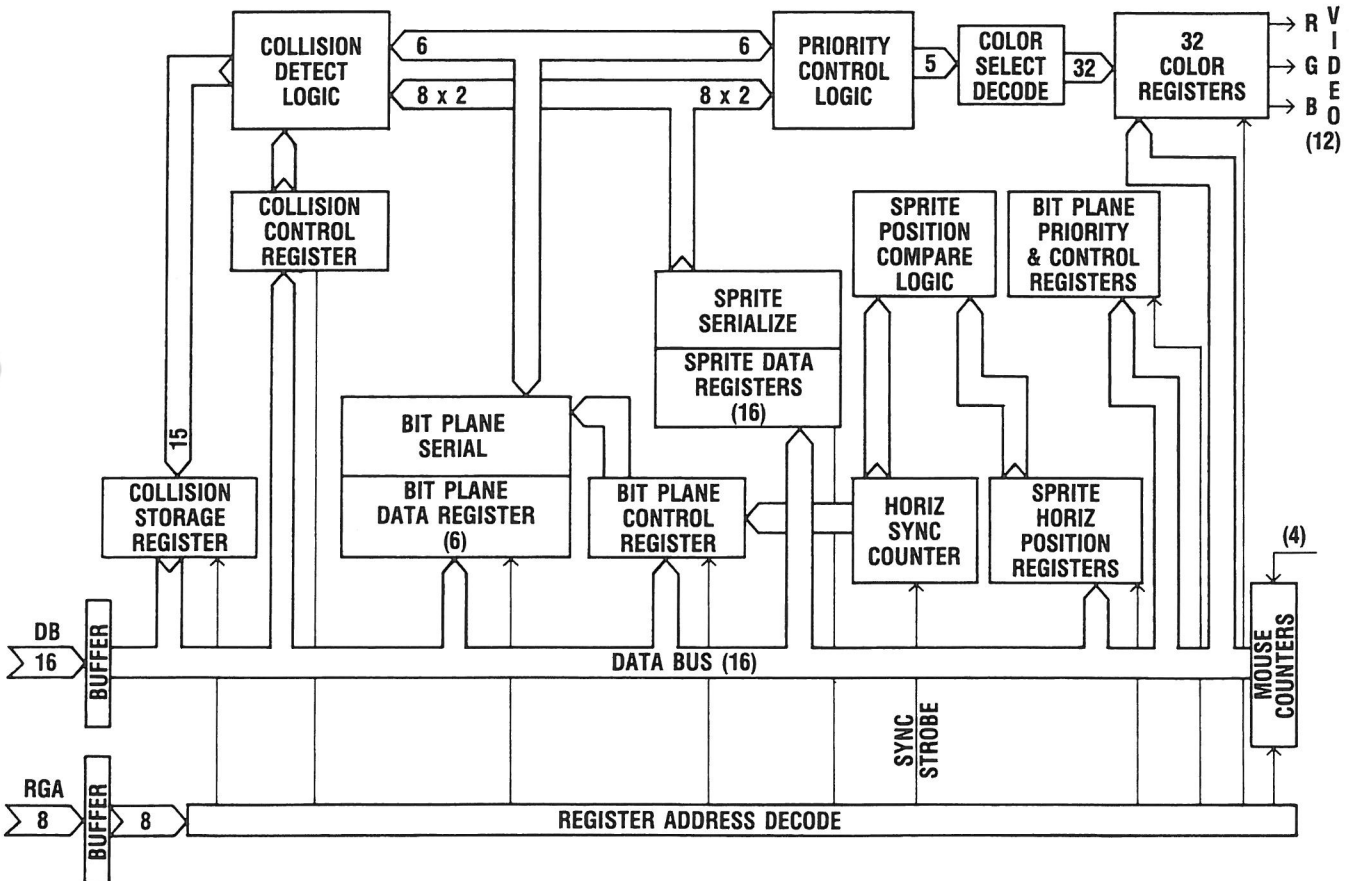 COLLISION
DETECT
LOGIC
6
6
8 x 2
8 x 2
PRIORITY
CONTROL
LOGIC
5
COLOR
SELECT
DECODE
32
32
COLOR
REGISTERS
R
G
B
VIDEO
(12)
COLLISION
CONTROL
REGISTER
SPRITE
POSITION
COMPARE
LOGIC
BIT PLANE
PRIORITY
& CONTROL
REGISTERS
SPRITE
SERIALIZE
SPRITE DATA
REGISTERS
(16)
15
BIT PLANE
SERIAL
BIT PLANE
DATA REGISTER
(6)
COLLISION
STORAGE
REGISTER
BIT PLANE
CONTROL
REGISTER
HORIZ
SYNC
COUNTER
SPRITE
HORIZ
POSITION
REGISTERS
(4)
MOUSE
COUNTERS
DB
16
BUFFER
DATA BUS (16)
SYNC
STROBE
RGA
8
BUFFER
8
REGISTER ADDRESS DECODE